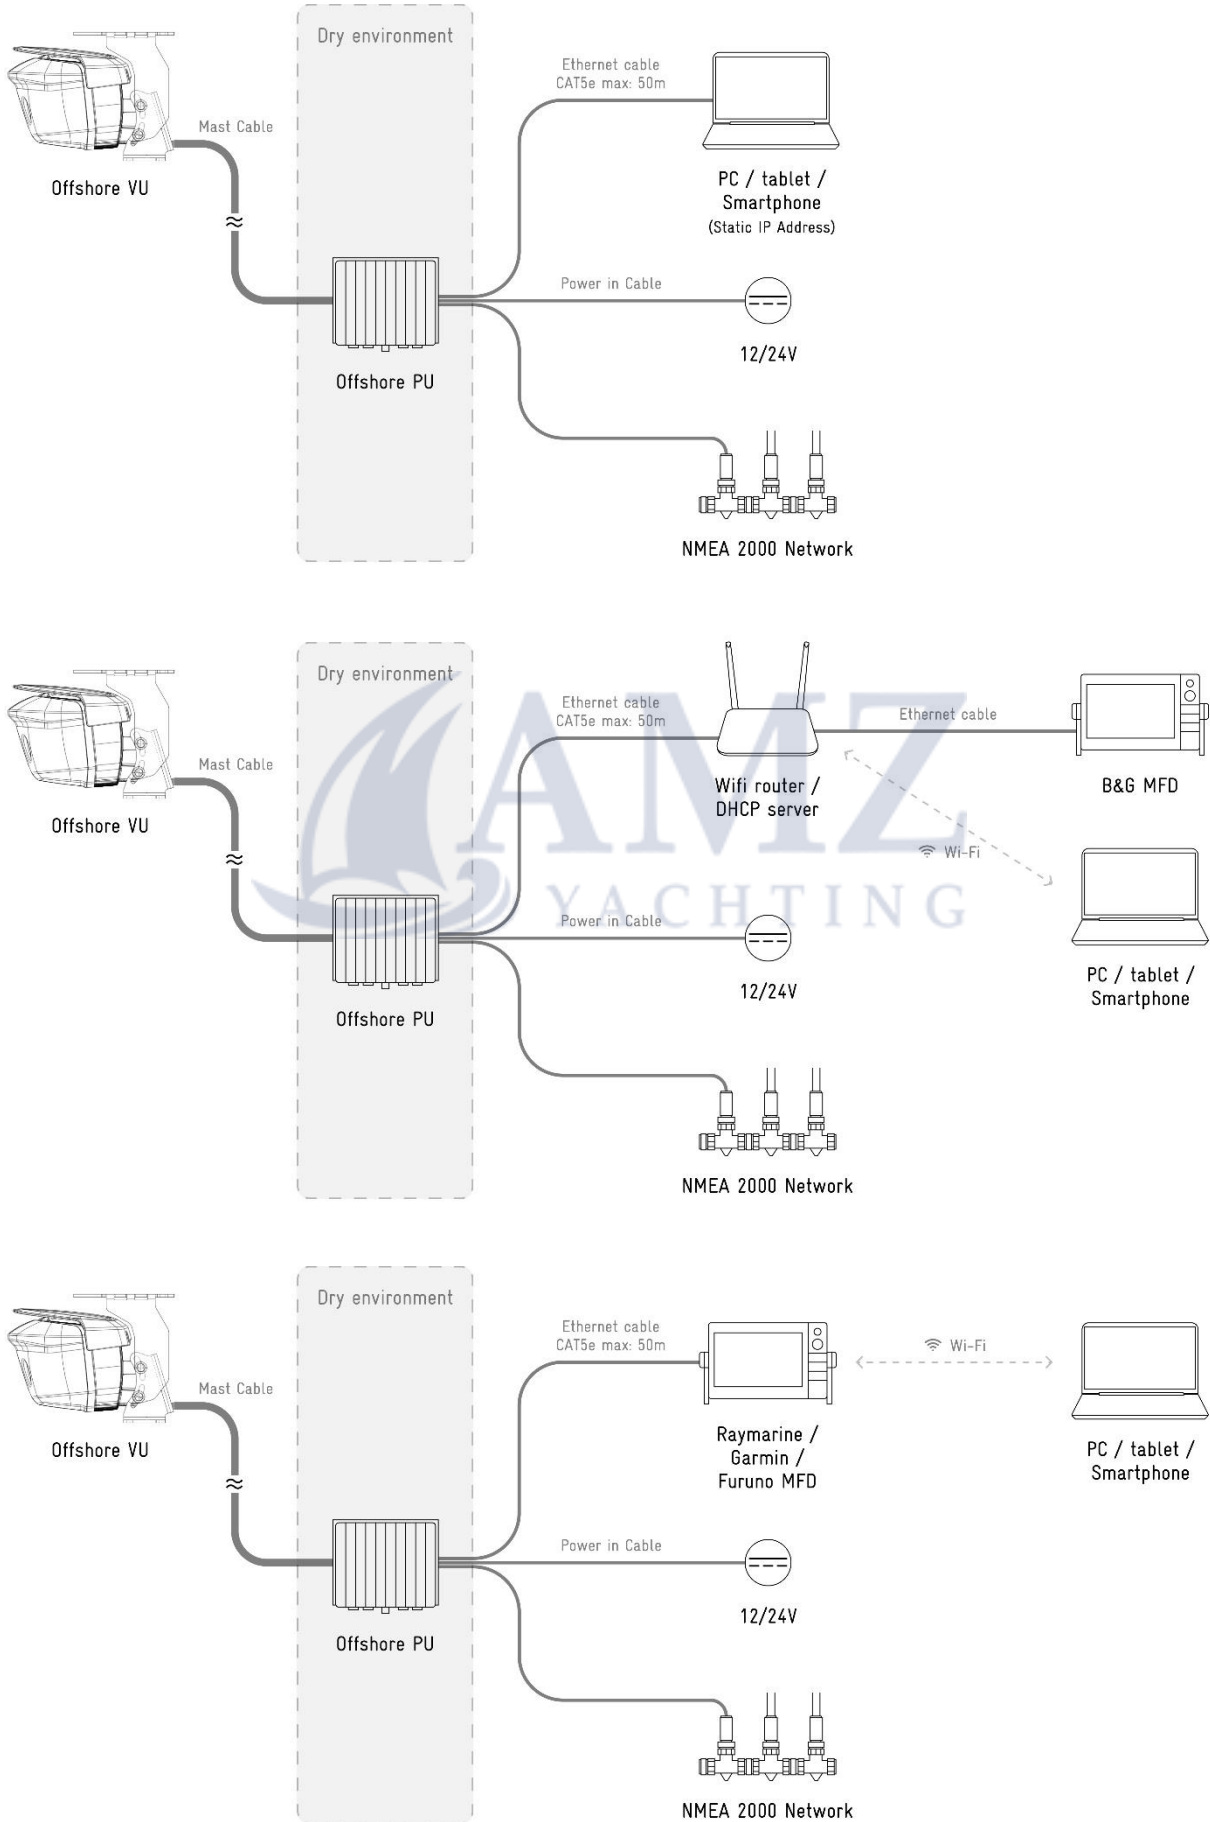 Dry environment
Ethernet cable
CAT5e max: 50m
Mast Cable
Offshore VU
PC / tablet /
Smartphone
(Static IP Address)
Power in Cable
12/24V
Offshore PU
NMEA 2000 Network
Dry environment
Ethernet cable
CAT5e max: 50m
Ethernet cable
Mast Cable
Offshore VU
Wifi router /
DHCP server
B&G MFD
Wi-Fi
AMZ
YACHTING
Power in Cable
12/24V
PC / tablet /
Smartphone
Offshore PU
NMEA 2000 Network
Dry environment
Ethernet cable
CAT5e max: 50m
Wi-Fi
Mast Cable
Offshore VU
Raymarine /
Garmin /
Furuno MFD
PC / tablet /
Smartphone
Power in Cable
12/24V
Offshore PU
NMEA 2000 Network